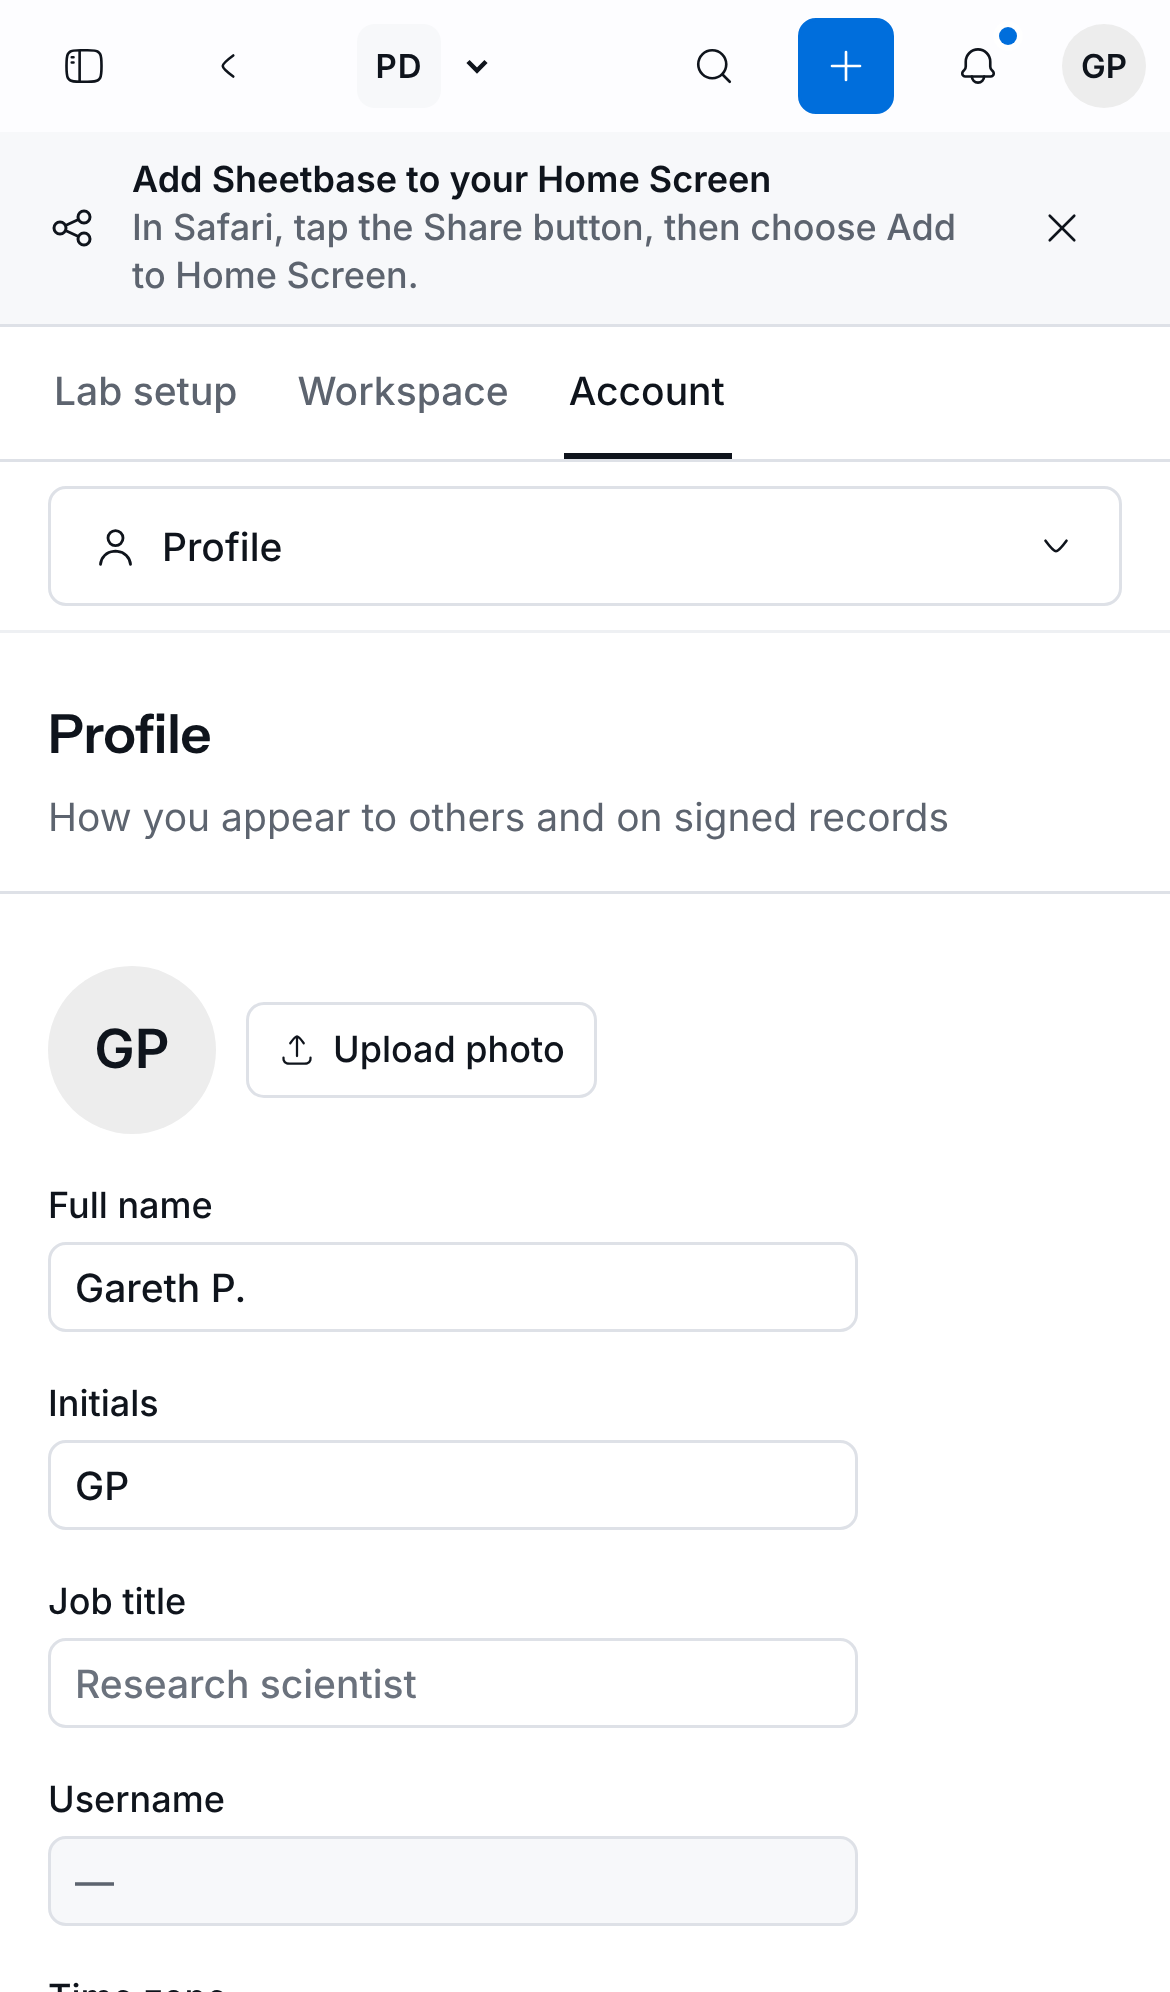 PD
GP
Add Sheetbase to your Home Screen
In Safari, tap the Share button, then choose Add
to Home Screen.
Lab setup Workspace Account
Profile
Profile
How you appear to others and on signed records
GP
Upload photo
Full name
Gareth P.
Initials
GP
Job title
Research scientist
Username
—
Time zone